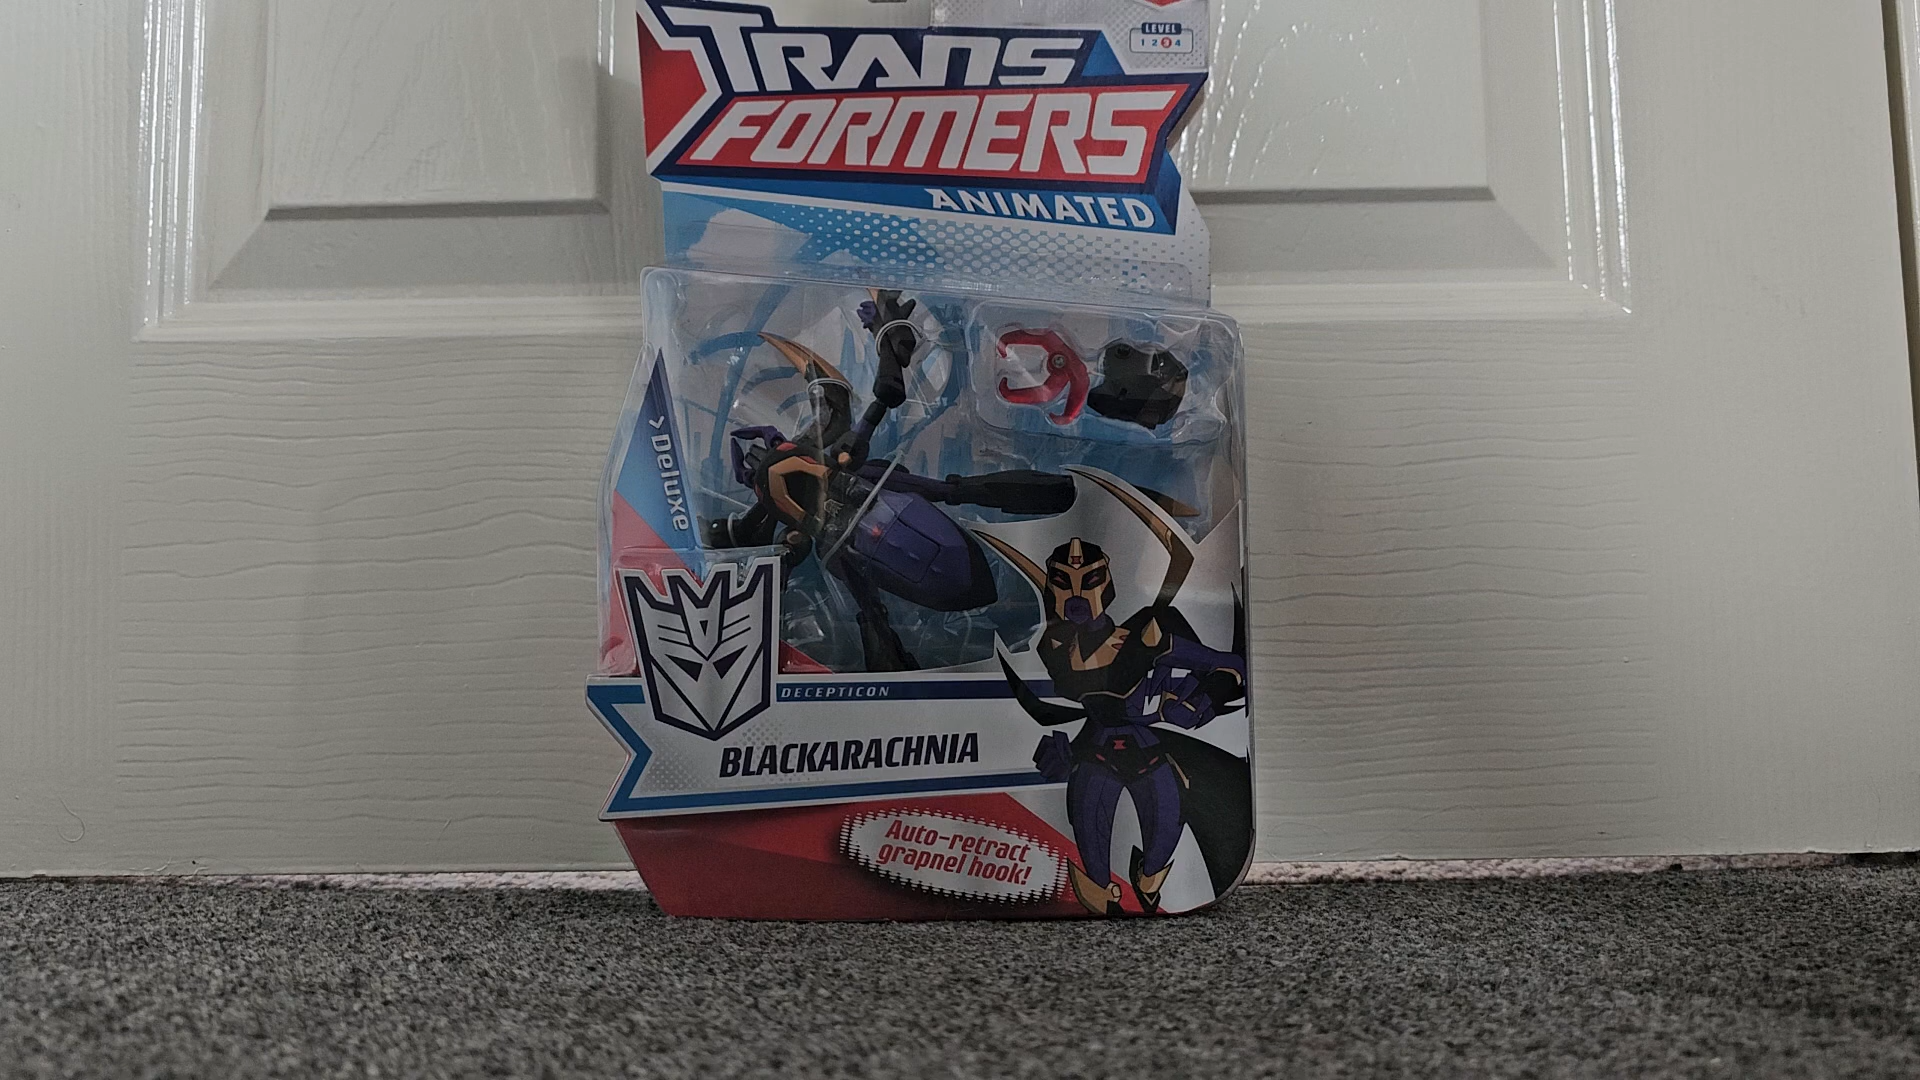 LEVEL
1 2 3 4
TRANS
FORMERS
ANIMATED
> Deluxe
DECEPTICON
BLACKARACHNIA
Auto-retract
grapnel hook!